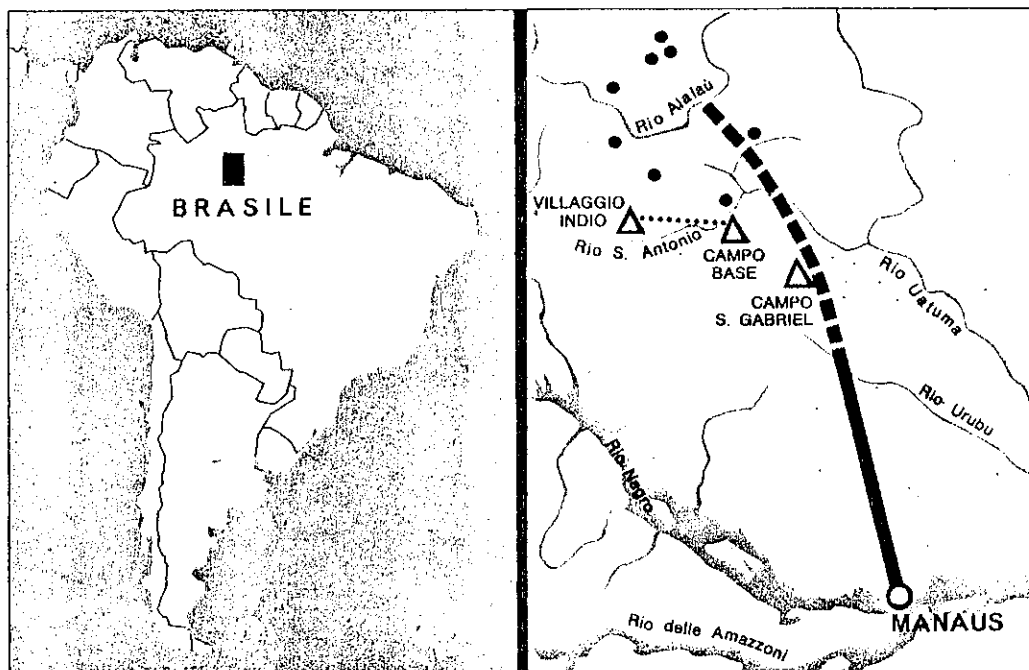 BRASILE
Rio Alalaú
VILLAGGIO
INDIO
Rio S. Antonio
CAMPO
BASE
CAMPO
S. GABRIEL
Rio Uatuma
Rio Urubu
Rio Negro
MANAUS
Rio delle Amazzoni